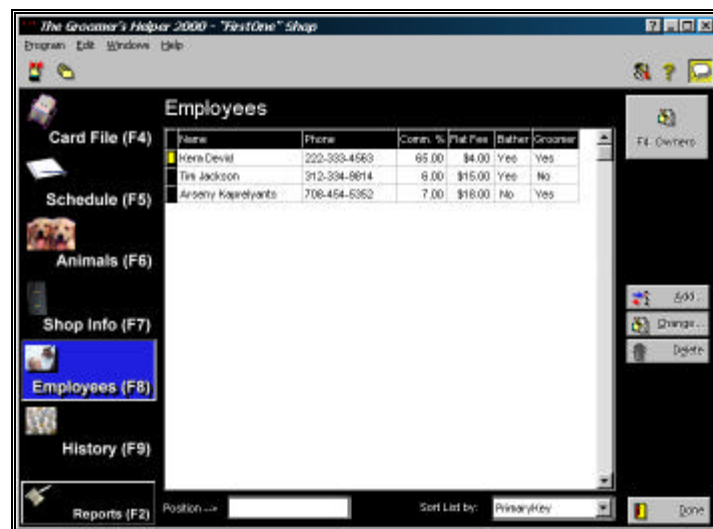 The Groomer's Helper 2000 - "FirstOne" Shop
Program Edit Windows Help
Employees
Card File (F4)
Schedule (F5)
Animals (F6)
Shop Info (F7)
Employees (F8)
History (F9)
Reports (F2)
Name Phone Comm. % Flat Fee Bather Groomer
Kera Devid 222-333-4563 65.00 $4.00 Yes Yes
Tim Jackson 312-334-9814 6.00 $15.00 Yes No
Arseny Kaprelyants 708-454-5352 7.00 $18.00 No Yes
F4. Owners
Add...
Change...
Delete
Position -->
Sort List by: PrimaryKey
Done